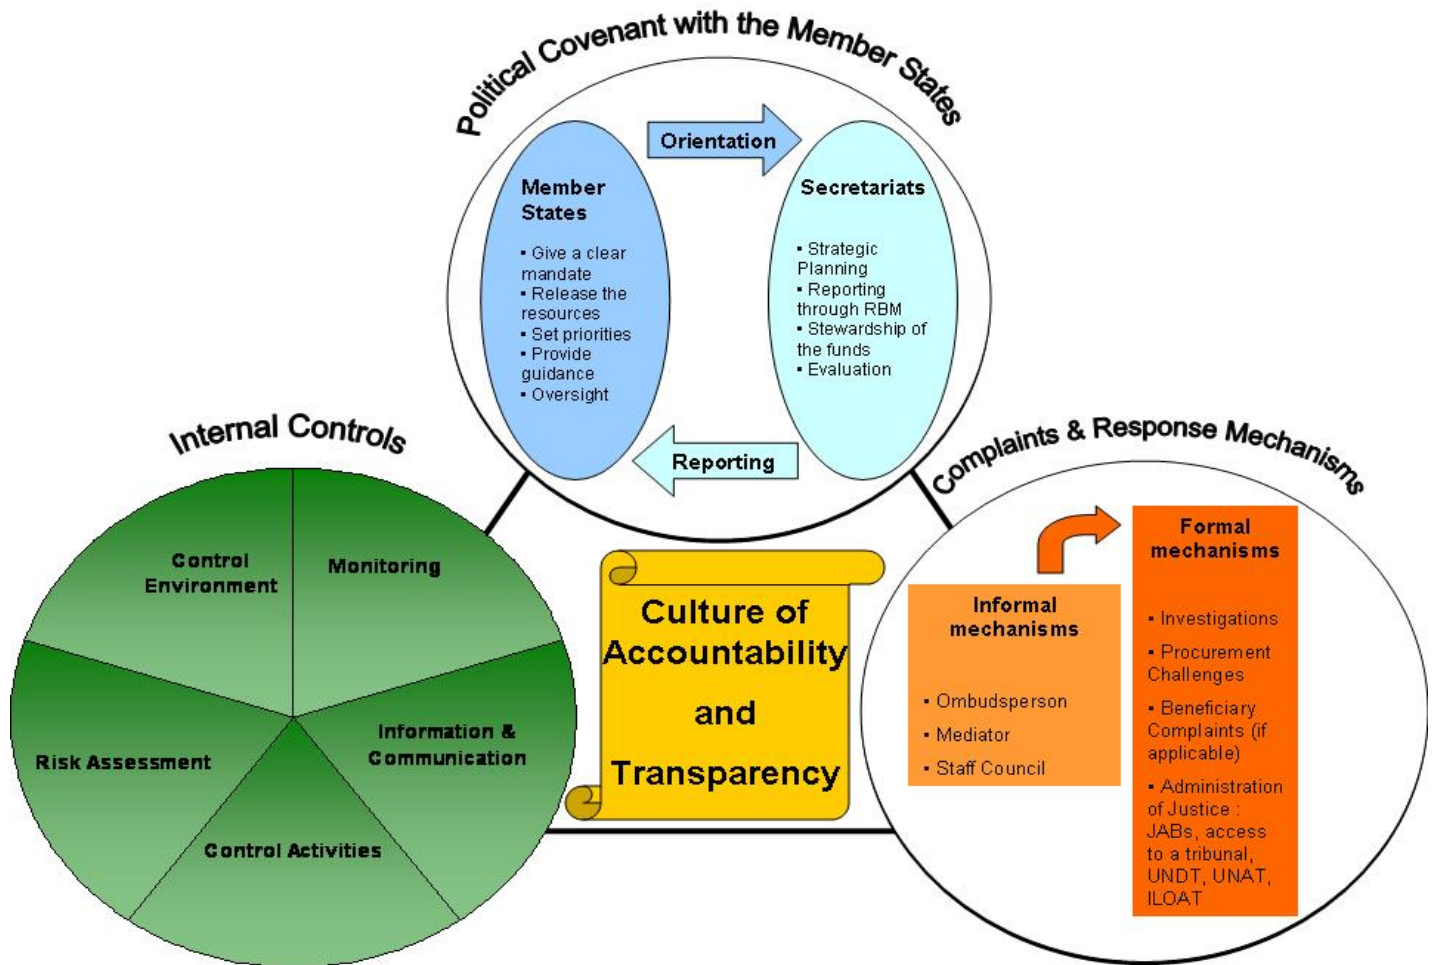 Political Covenant with the Member States
Orientation
Member
States
▪ Give a clear
mandate
▪ Release the
resources
▪ Set priorities
▪ Provide
guidance
▪ Oversight
Secretariats
▪ Strategic
Planning
▪ Reporting
through RBM
▪ Stewardship of
the funds
▪ Evaluation
Reporting
Internal Controls
Control
Environment
Monitoring
Risk Assessment
Information &
Communication
Control Activities
Culture of
Accountability
and
Transparency
Complaints & Response Mechanisms
Informal
mechanisms
▪ Ombudsperson
▪ Mediator
▪ Staff Council
Formal
mechanisms
▪ Investigations
▪ Procurement
Challenges
▪ Beneficiary
Complaints (if
applicable)
▪ Administration
of Justice :
JABs, access
to a tribunal,
UNDT, UNAT,
ILOAT